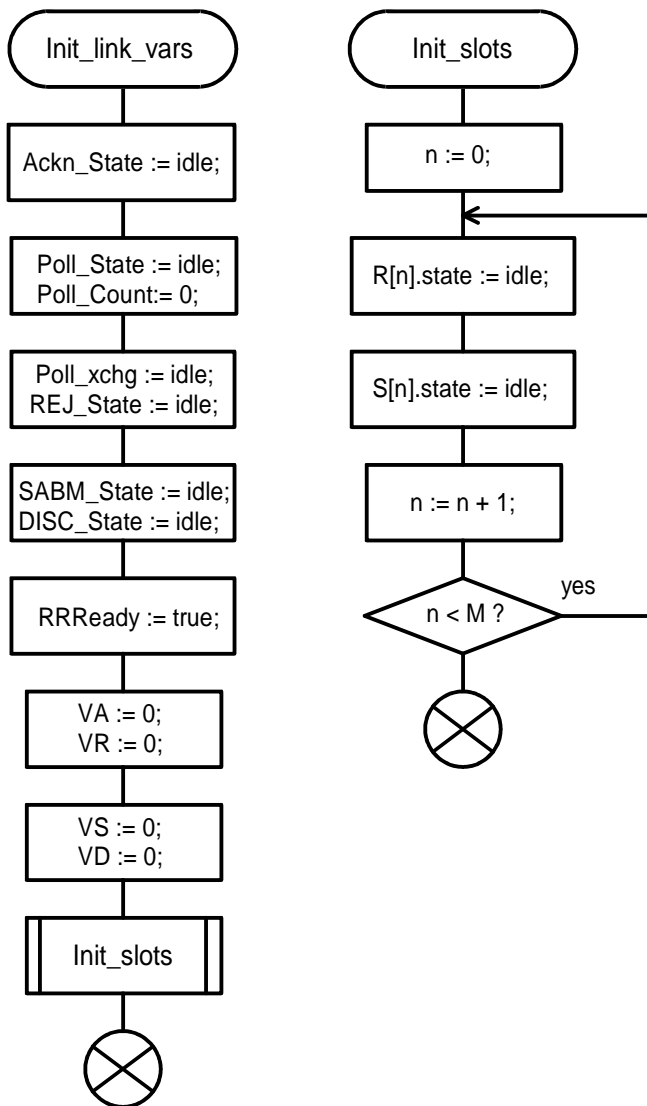 Init_link_vars
Ackn_State := idle;
Poll_State := idle;
Poll_Count:= 0;
Poll_xchg := idle;
REJ_State := idle;
SABM_State := idle;
DISC_State := idle;
RRReady := true;
VA := 0;
VR := 0;
VS := 0;
VD := 0;
Init_slots
Init_slots
n := 0;
R[n].state := idle;
S[n].state := idle;
n := n + 1;
n < M ?
yes